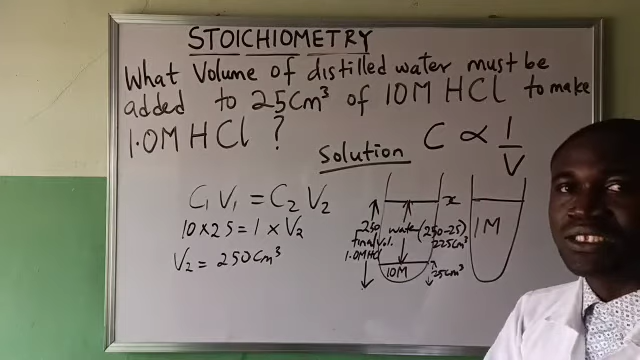 STOICHIOMETRY
What Volume of distilled water must be
added to 25Cm³ of 10M HCl to make
1.0M HCl ?
Solution
C ∝ 1/V
C₁V₁ = C₂V₂
10×25 = 1 × V₂
V₂ = 250Cm³
250
final vol.
1.0M HCl
water (250-25)
225Cm³
10M
25cm³
x
1M